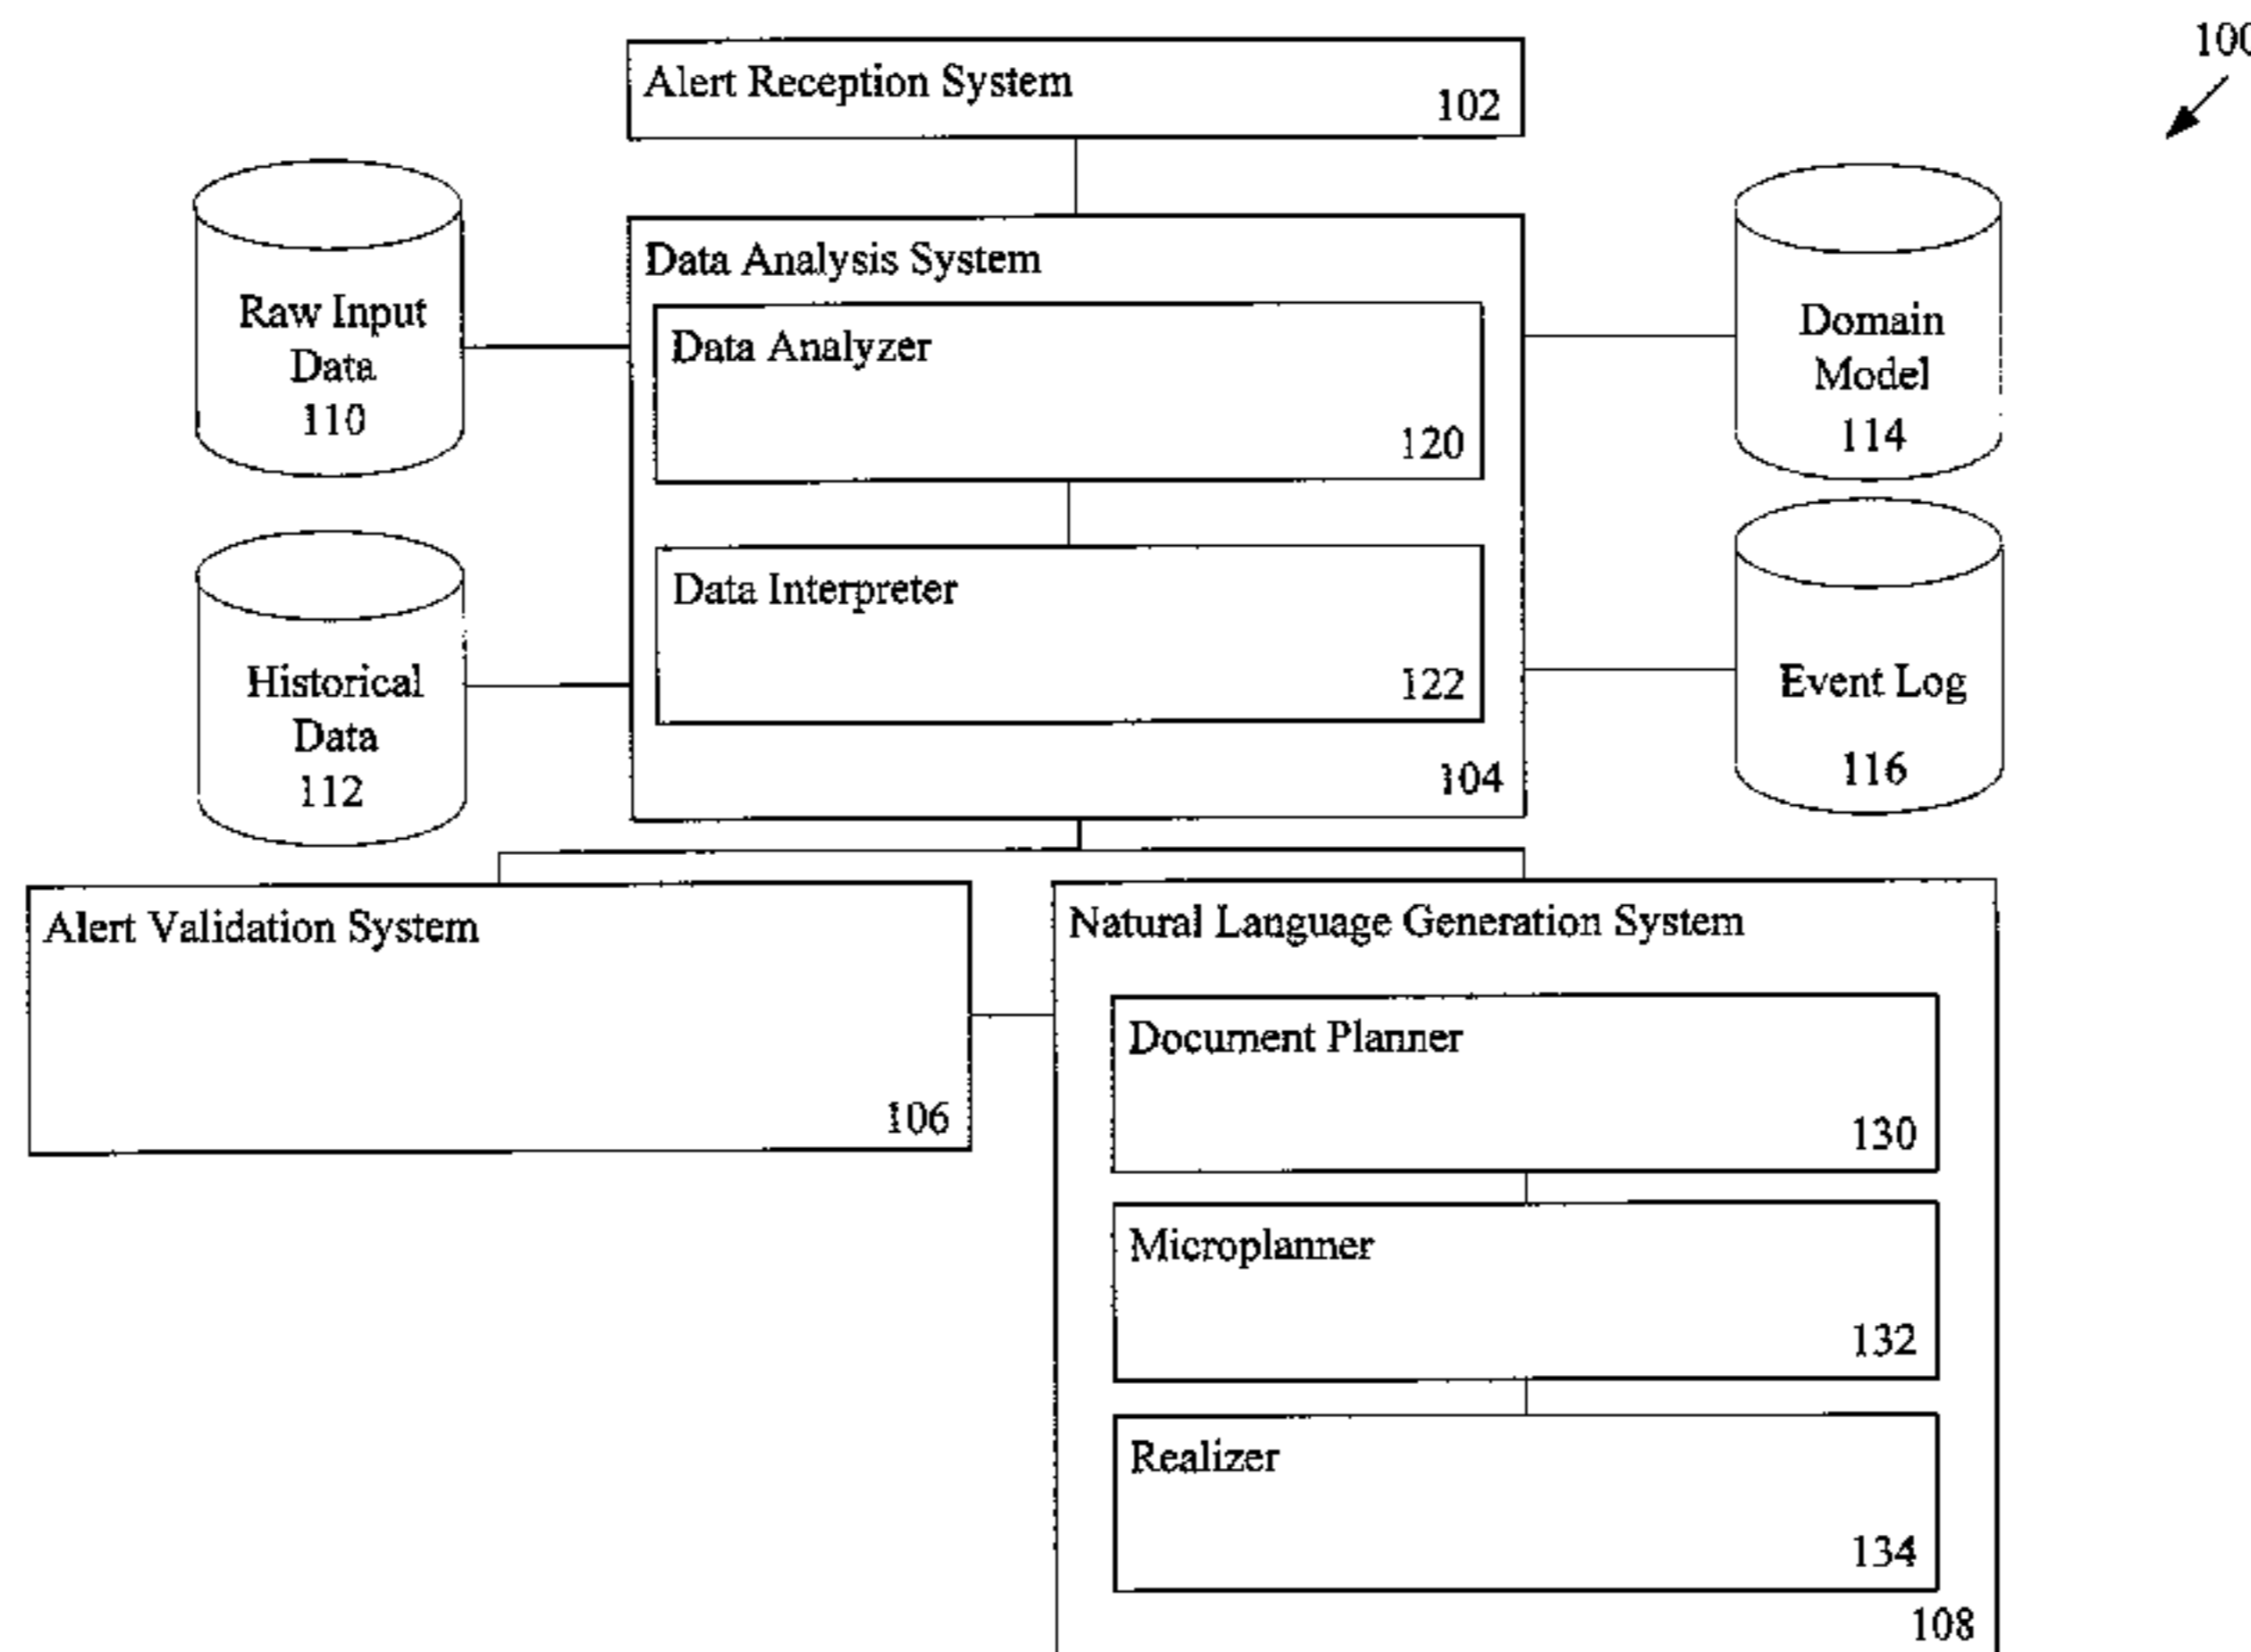 100
Alert Reception System
102
Raw Input
Data
110
Data Analysis System
Data Analyzer
120
Data Interpreter
122
104
Domain
Model
114
Historical
Data
112
Event Log
116
Alert Validation System
106
Natural Language Generation System
Document Planner
130
Microplanner
132
Realizer
134
108